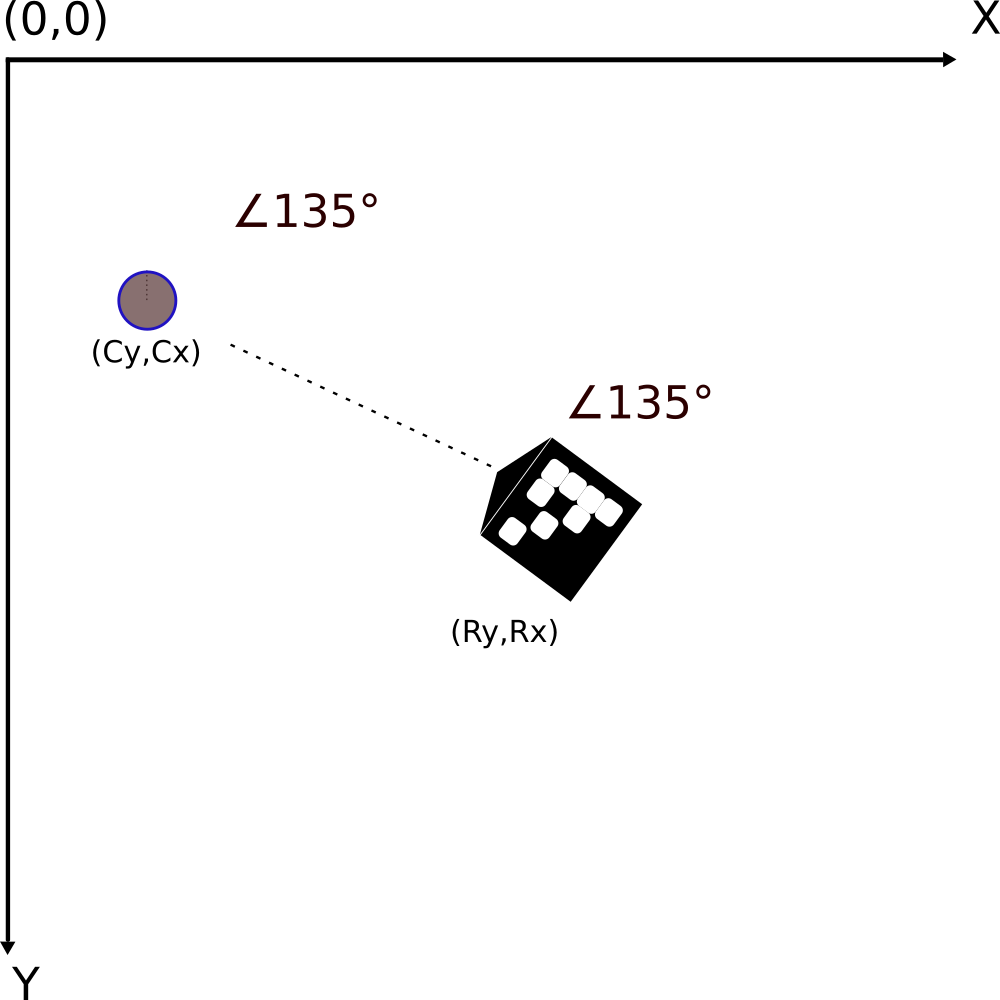 (0,0)
X
∠135°
(Cy,Cx)
∠135°
(Ry,Rx)
Y